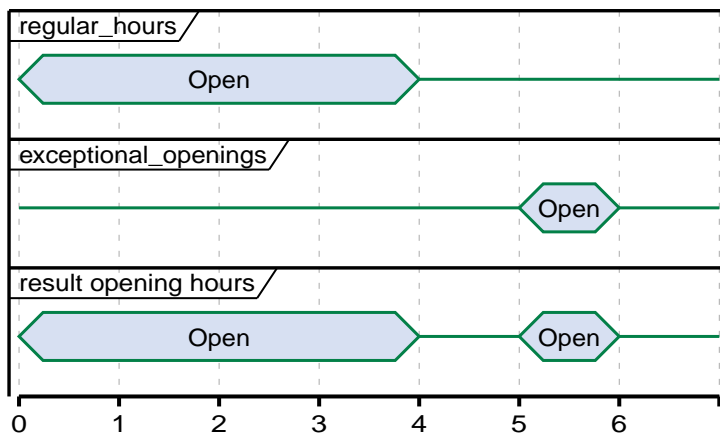 regular_hours
Open
exceptional_openings
Open
result opening hours
Open Open
0 1 2 3 4 5 6